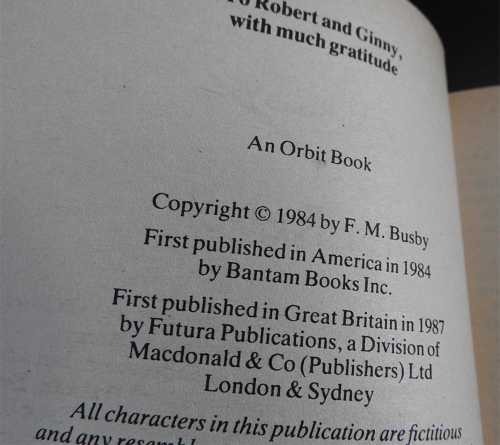 To Robert and Ginny,
with much gratitude
An Orbit Book
Copyright © 1984 by F. M. Busby
First published in America in 1984
by Bantam Books Inc.
First published in Great Britain in 1987
by Futura Publications, a Division of
Macdonald & Co (Publishers) Ltd
London & Sydney
All characters in this publication are fictitious
and any